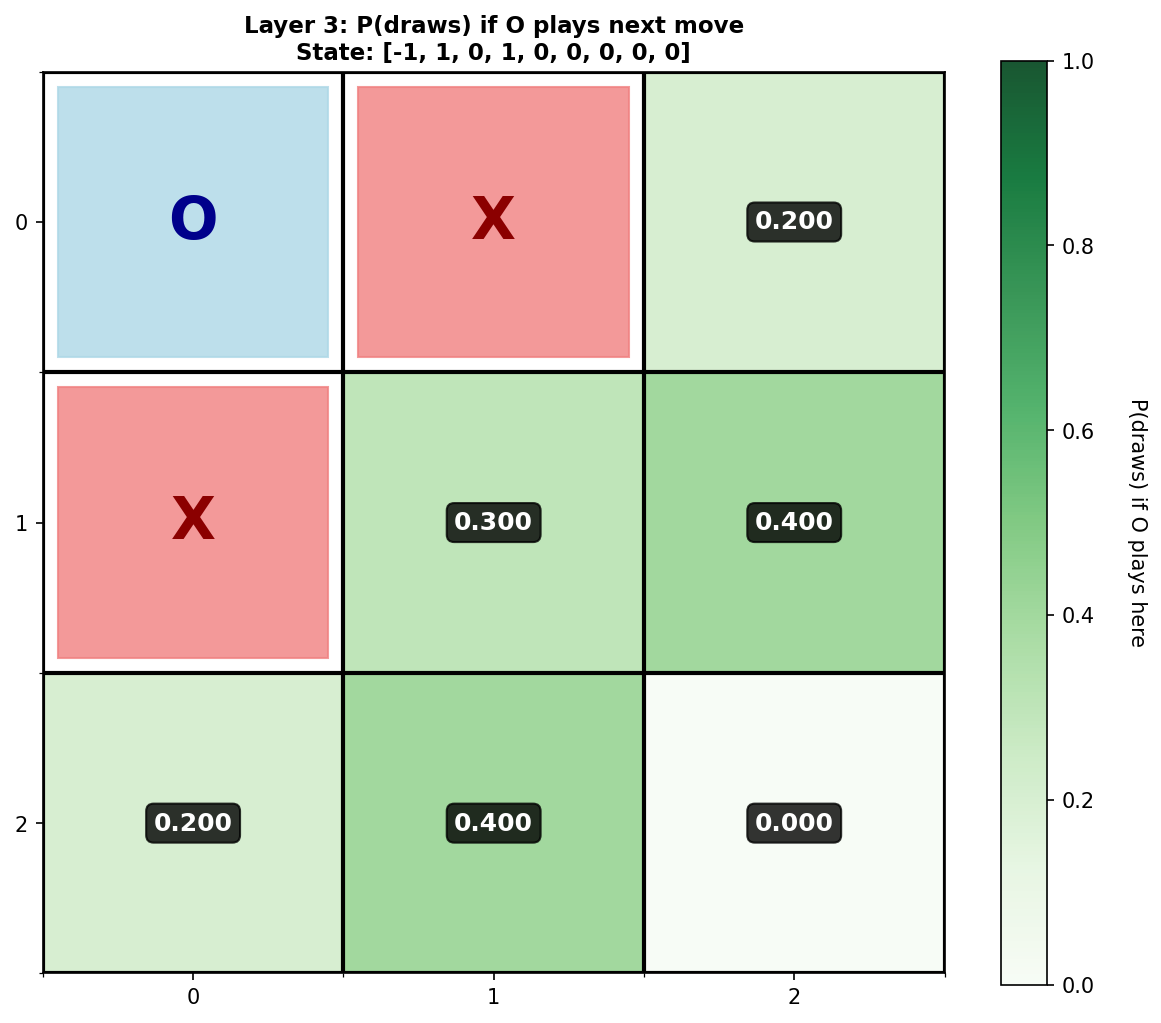 Layer 3: P(draws) if O plays next move
State: [-1, 1, 0, 1, 0, 0, 0, 0, 0]
O X 0.200
X 0.300 0.400
0.200 0.400 0.000
0
1
2
0 1 2
1.0
0.8
0.6
0.4
0.2
0.0
P(draws) if O plays here